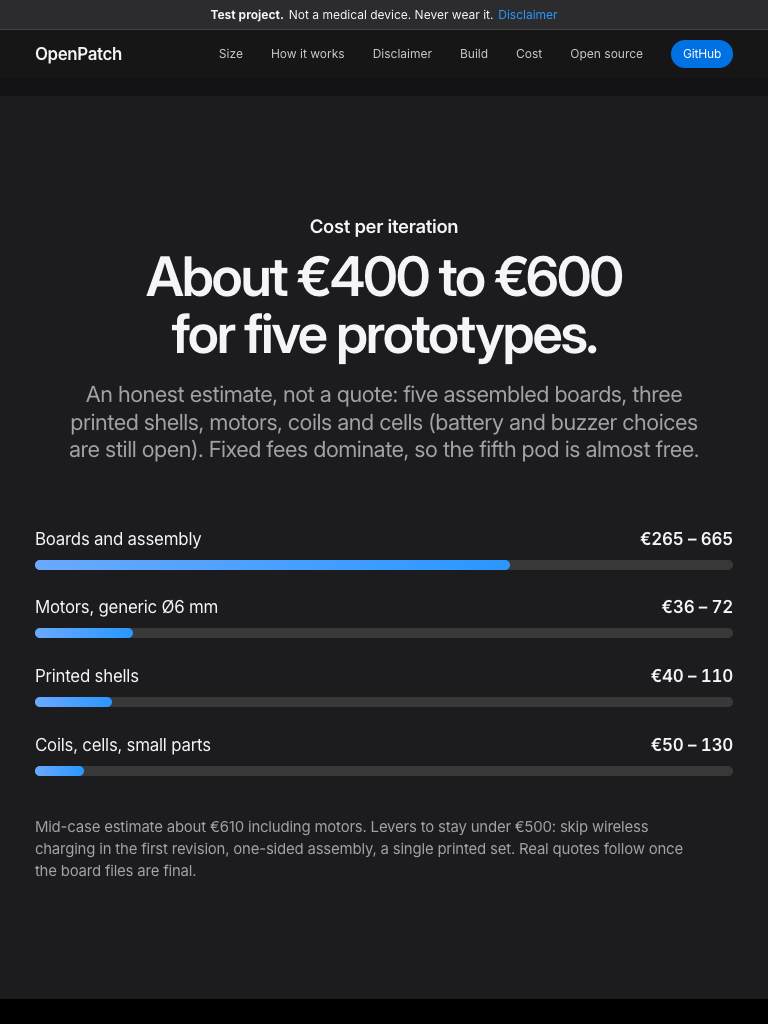 Test project. Not a medical device. Never wear it. Disclaimer
OpenPatch Size How it works Disclaimer Build Cost Open source GitHub
Cost per iteration
About €400 to €600
for five prototypes.
An honest estimate, not a quote: five assembled boards, three
printed shells, motors, coils and cells (battery and buzzer choices
are still open). Fixed fees dominate, so the fifth pod is almost free.
Boards and assembly €265 – 665
Motors, generic Ø6 mm €36 – 72
Printed shells €40 – 110
Coils, cells, small parts €50 – 130
Mid-case estimate about €610 including motors. Levers to stay under €500: skip wireless
charging in the first revision, one-sided assembly, a single printed set. Real quotes follow once
the board files are final.